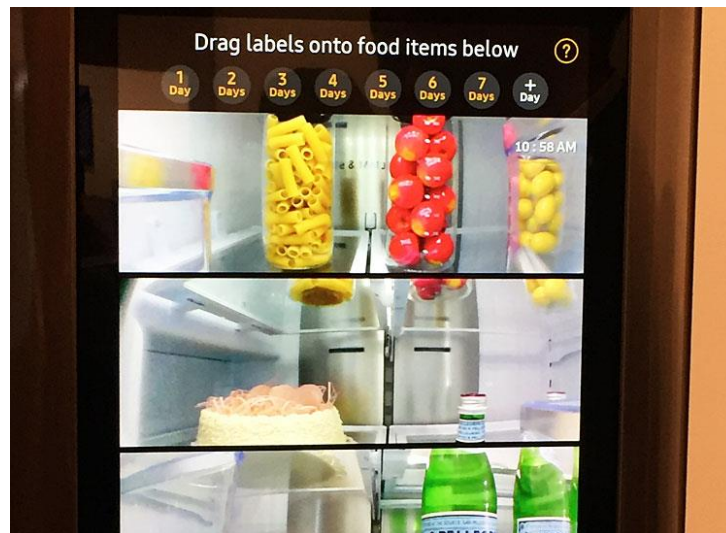 Drag labels onto food items below
?
1 Day
2 Days
3 Days
4 Days
5 Days
6 Days
7 Days
+ Day
10:58 AM